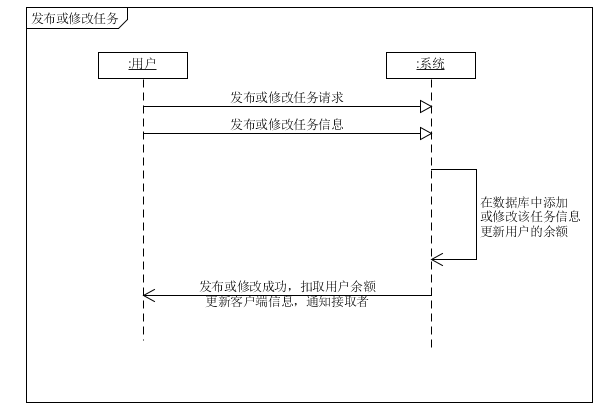 发布或修改任务
:用户
:系统
发布或修改任务请求
发布或修改任务信息
在数据库中添加
或修改该任务信息
更新用户的余额
发布或修改成功，扣取用户余额
更新客户端信息，通知接取者